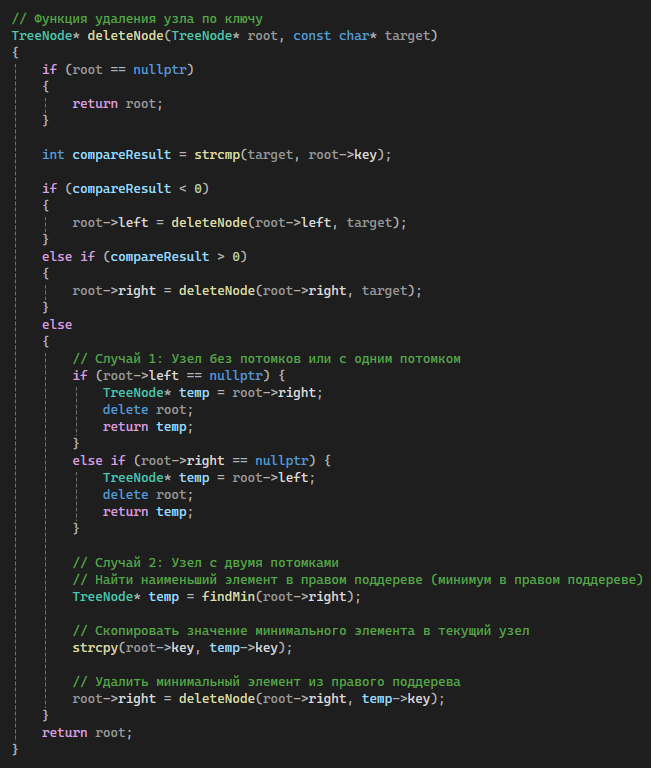 // Функция удаления узла по ключу
TreeNode* deleteNode(TreeNode* root, const char* target)
{
    if (root == nullptr)
    {
        return root;
    }

    int compareResult = strcmp(target, root->key);

    if (compareResult < 0)
    {
        root->left = deleteNode(root->left, target);
    }
    else if (compareResult > 0)
    {
        root->right = deleteNode(root->right, target);
    }
    else
    {
        // Случай 1: Узел без потомков или с одним потомком
        if (root->left == nullptr) {
            TreeNode* temp = root->right;
            delete root;
            return temp;
        }
        else if (root->right == nullptr) {
            TreeNode* temp = root->left;
            delete root;
            return temp;
        }

        // Случай 2: Узел с двумя потомками
        // Найти наименьший элемент в правом поддереве (минимум в правом поддереве)
        TreeNode* temp = findMin(root->right);

        // Скопировать значение минимального элемента в текущий узел
        strcpy(root->key, temp->key);

        // Удалить минимальный элемент из правого поддерева
        root->right = deleteNode(root->right, temp->key);
    }
    return root;
}